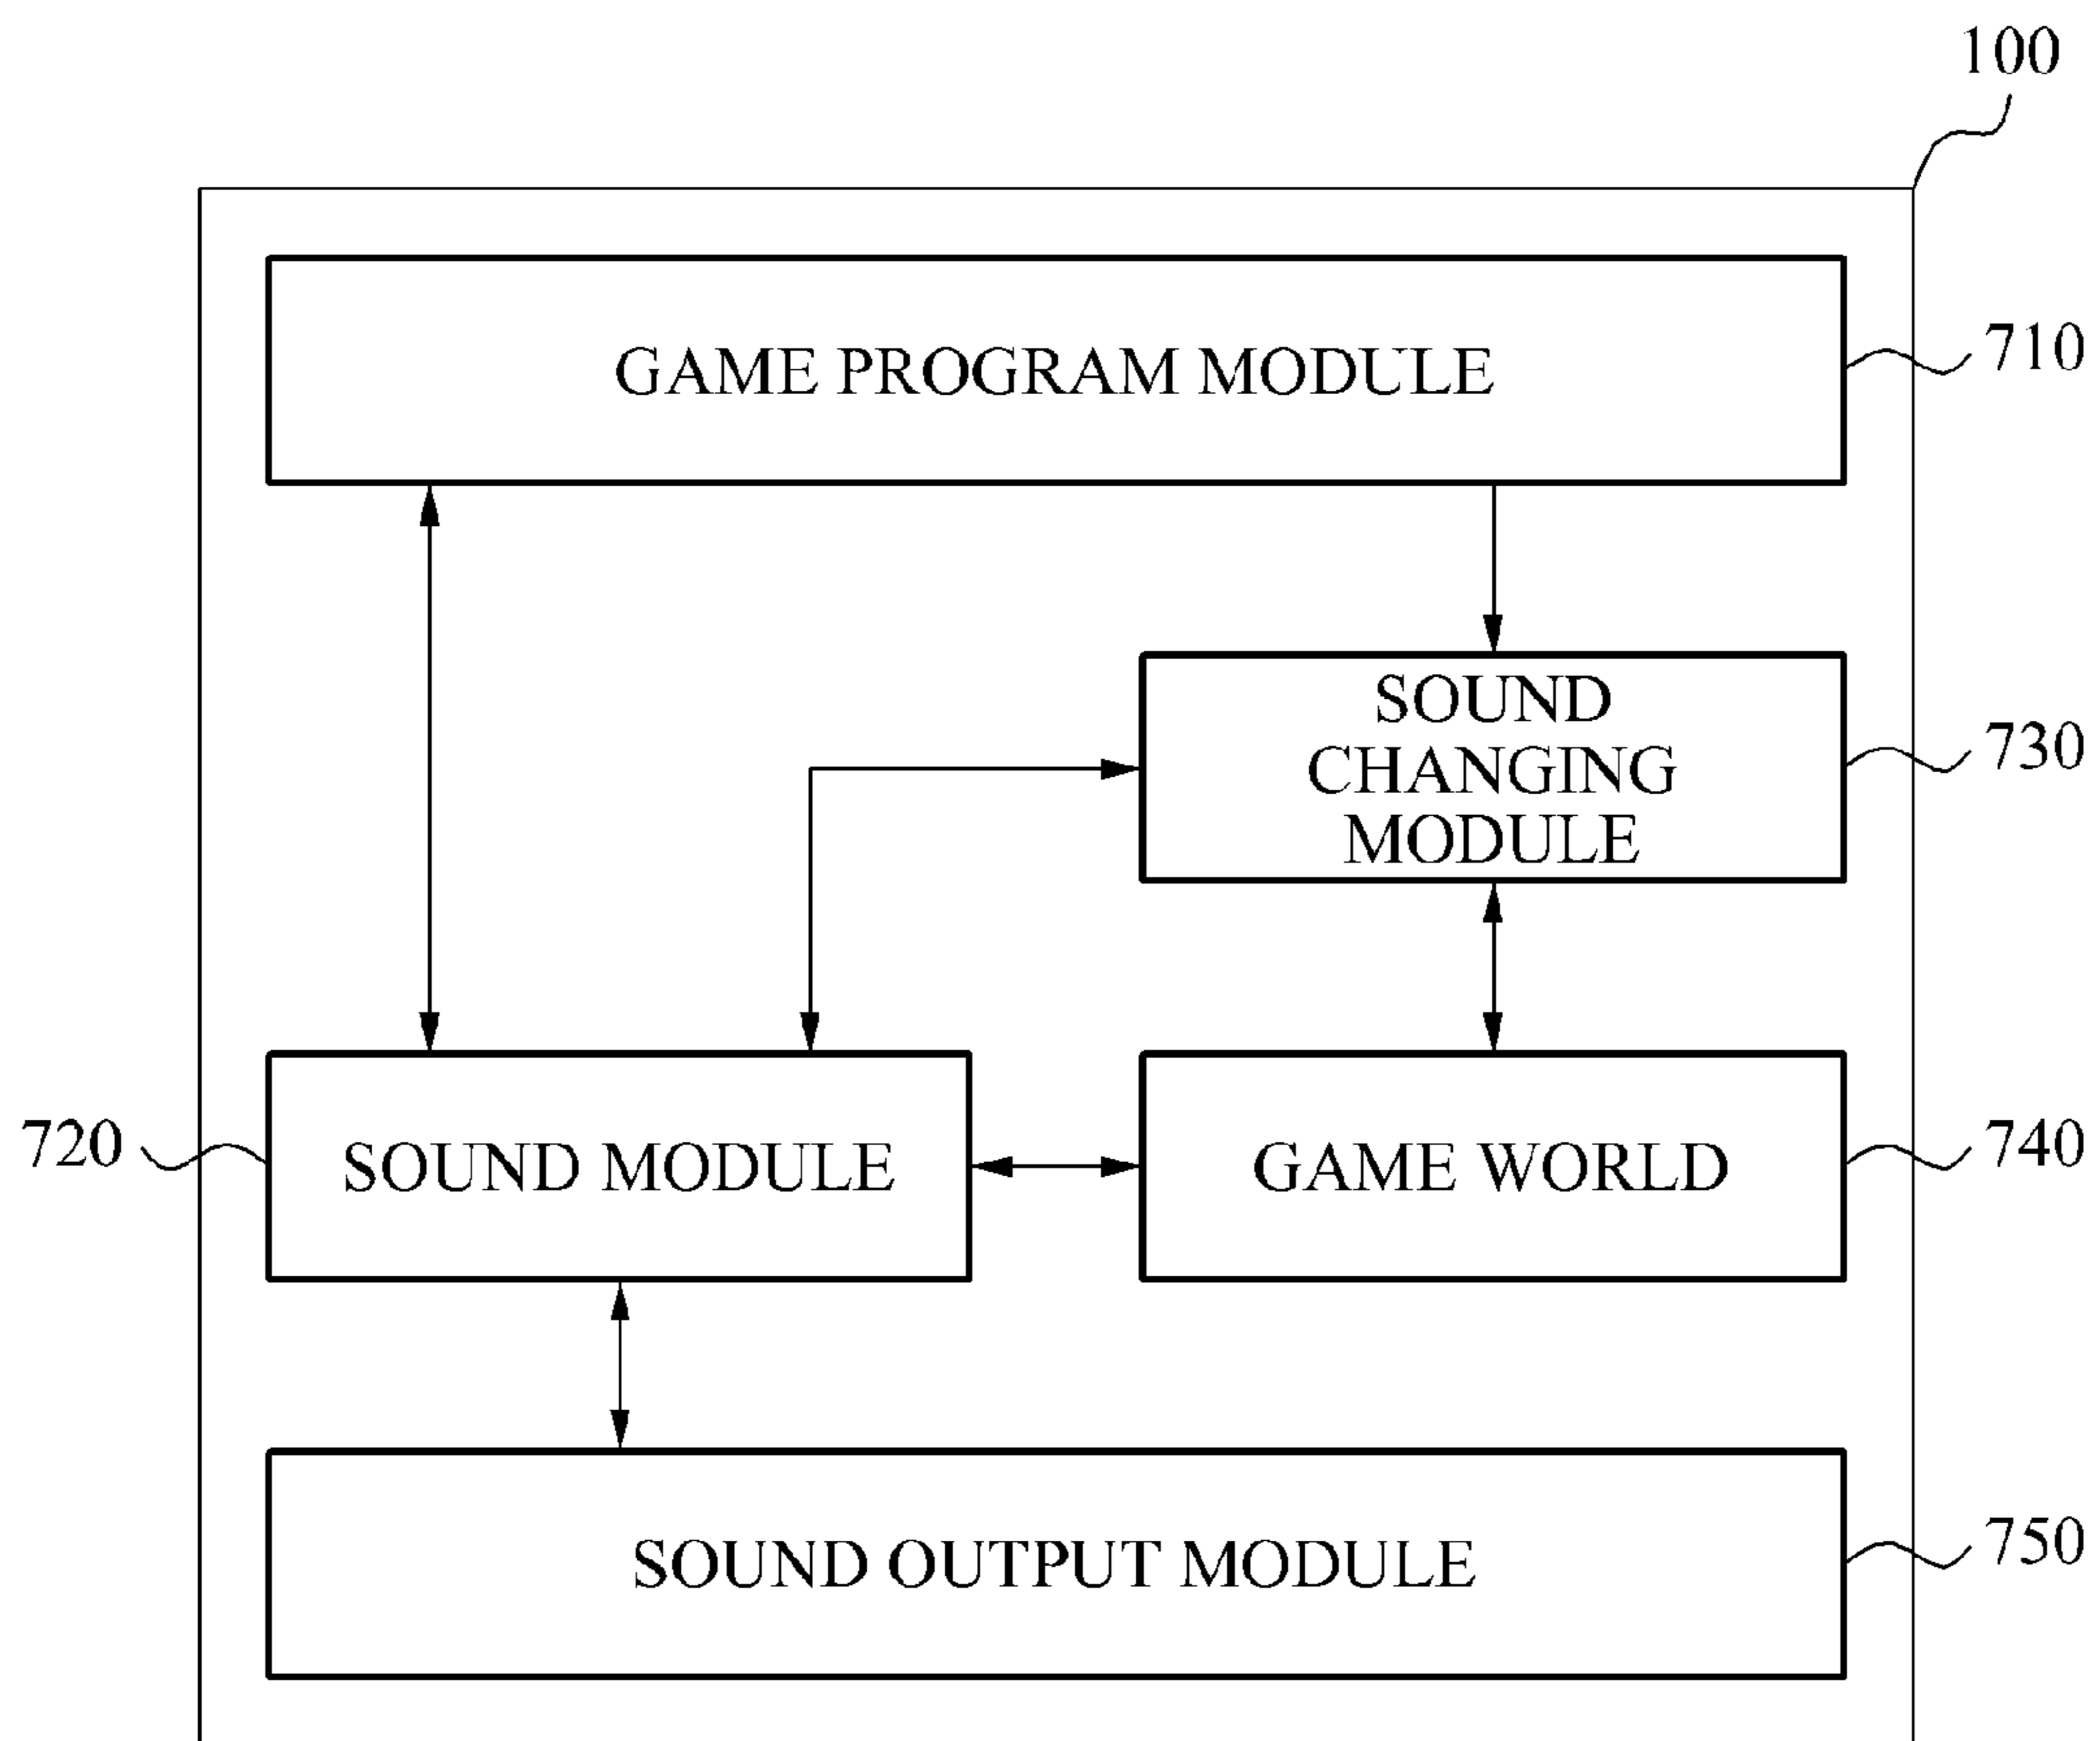 100
GAME PROGRAM MODULE
710
SOUND
CHANGING
MODULE
730
720
SOUND MODULE
GAME WORLD
740
SOUND OUTPUT MODULE
750